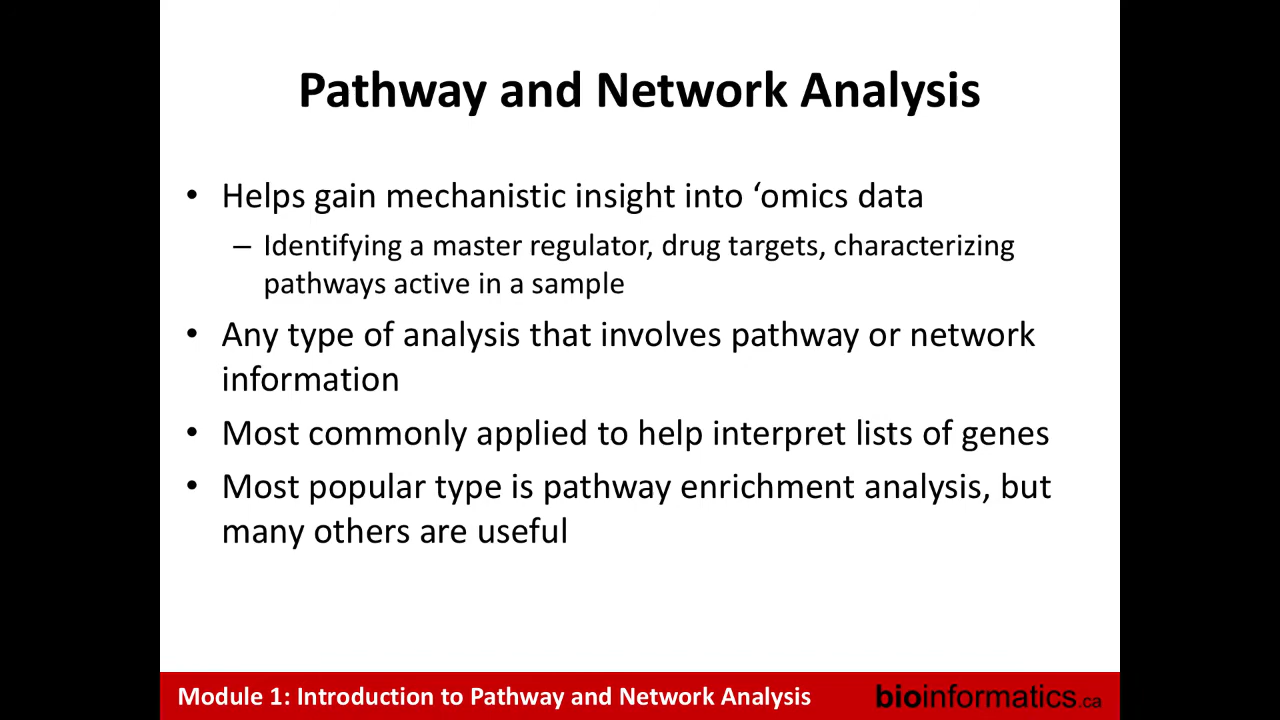 Pathway and Network Analysis
• Helps gain mechanistic insight into ‘omics data
– Identifying a master regulator, drug targets, characterizing
pathways active in a sample
• Any type of analysis that involves pathway or network
information
• Most commonly applied to help interpret lists of genes
• Most popular type is pathway enrichment analysis, but
many others are useful
Module 1: Introduction to Pathway and Network Analysis
bioinformatics.ca